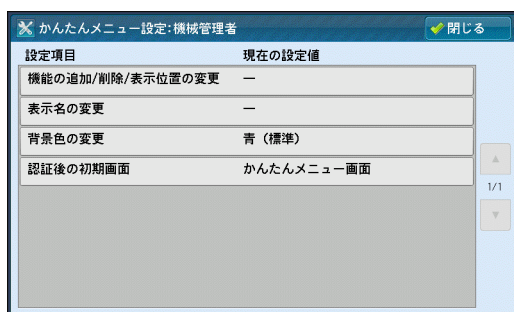 かんたんメニュー設定:機械管理者
閉じる
設定項目 現在の設定値
機能の追加/削除/表示位置の変更 ー
表示名の変更 ー
背景色の変更 青（標準）
認証後の初期画面 かんたんメニュー画面
1/1